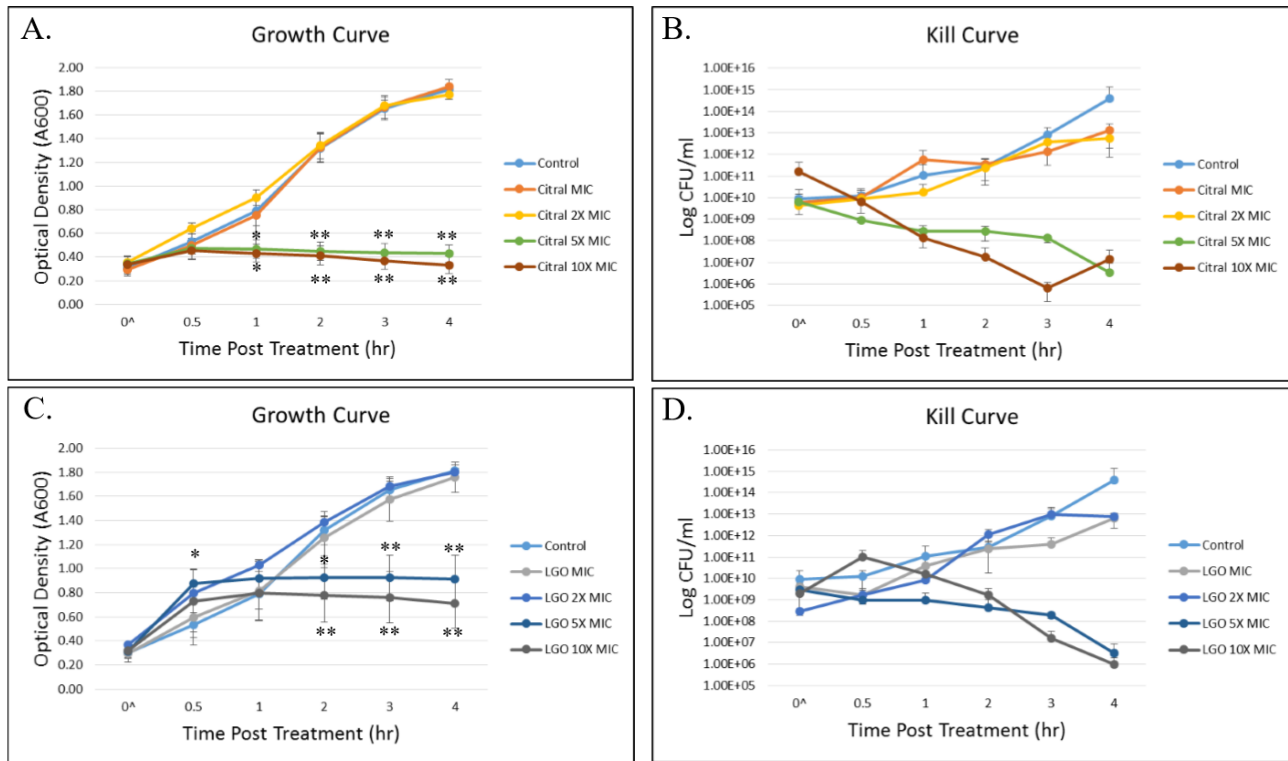 A.
Growth Curve
Optical Density (A600)
2.00
1.80
1.60
1.40
1.20
1.00
0.80
0.60
0.40
0.20
0.00
* ** ** **
* ** ** **
0^ 0.5 1 2 3 4
Time Post Treatment (hr)
Control
Citral MIC
Citral 2X MIC
Citral 5X MIC
Citral 10X MIC
B.
Kill Curve
Log CFU/ml
1.00E+16
1.00E+15
1.00E+14
1.00E+13
1.00E+12
1.00E+11
1.00E+10
1.00E+09
1.00E+08
1.00E+07
1.00E+06
1.00E+05
0^ 0.5 1 2 3 4
Time Post Treatment (hr)
Control
Citral MIC
Citral 2X MIC
Citral 5X MIC
Citral 10X MIC
C.
Growth Curve
Optical Density (A600)
2.00
1.80
1.60
1.40
1.20
1.00
0.80
0.60
0.40
0.20
0.00
* * ** **
** ** **
0^ 0.5 1 2 3 4
Time Post Treatment (hr)
Control
LGO MIC
LGO 2X MIC
LGO 5X MIC
LGO 10X MIC
D.
Kill Curve
Log CFU/ml
1.00E+16
1.00E+15
1.00E+14
1.00E+13
1.00E+12
1.00E+11
1.00E+10
1.00E+09
1.00E+08
1.00E+07
1.00E+06
1.00E+05
0^ 0.5 1 2 3 4
Time Post Treatment (hr)
Control
LGO MIC
LGO 2X MIC
LGO 5X MIC
LGO 10X MIC